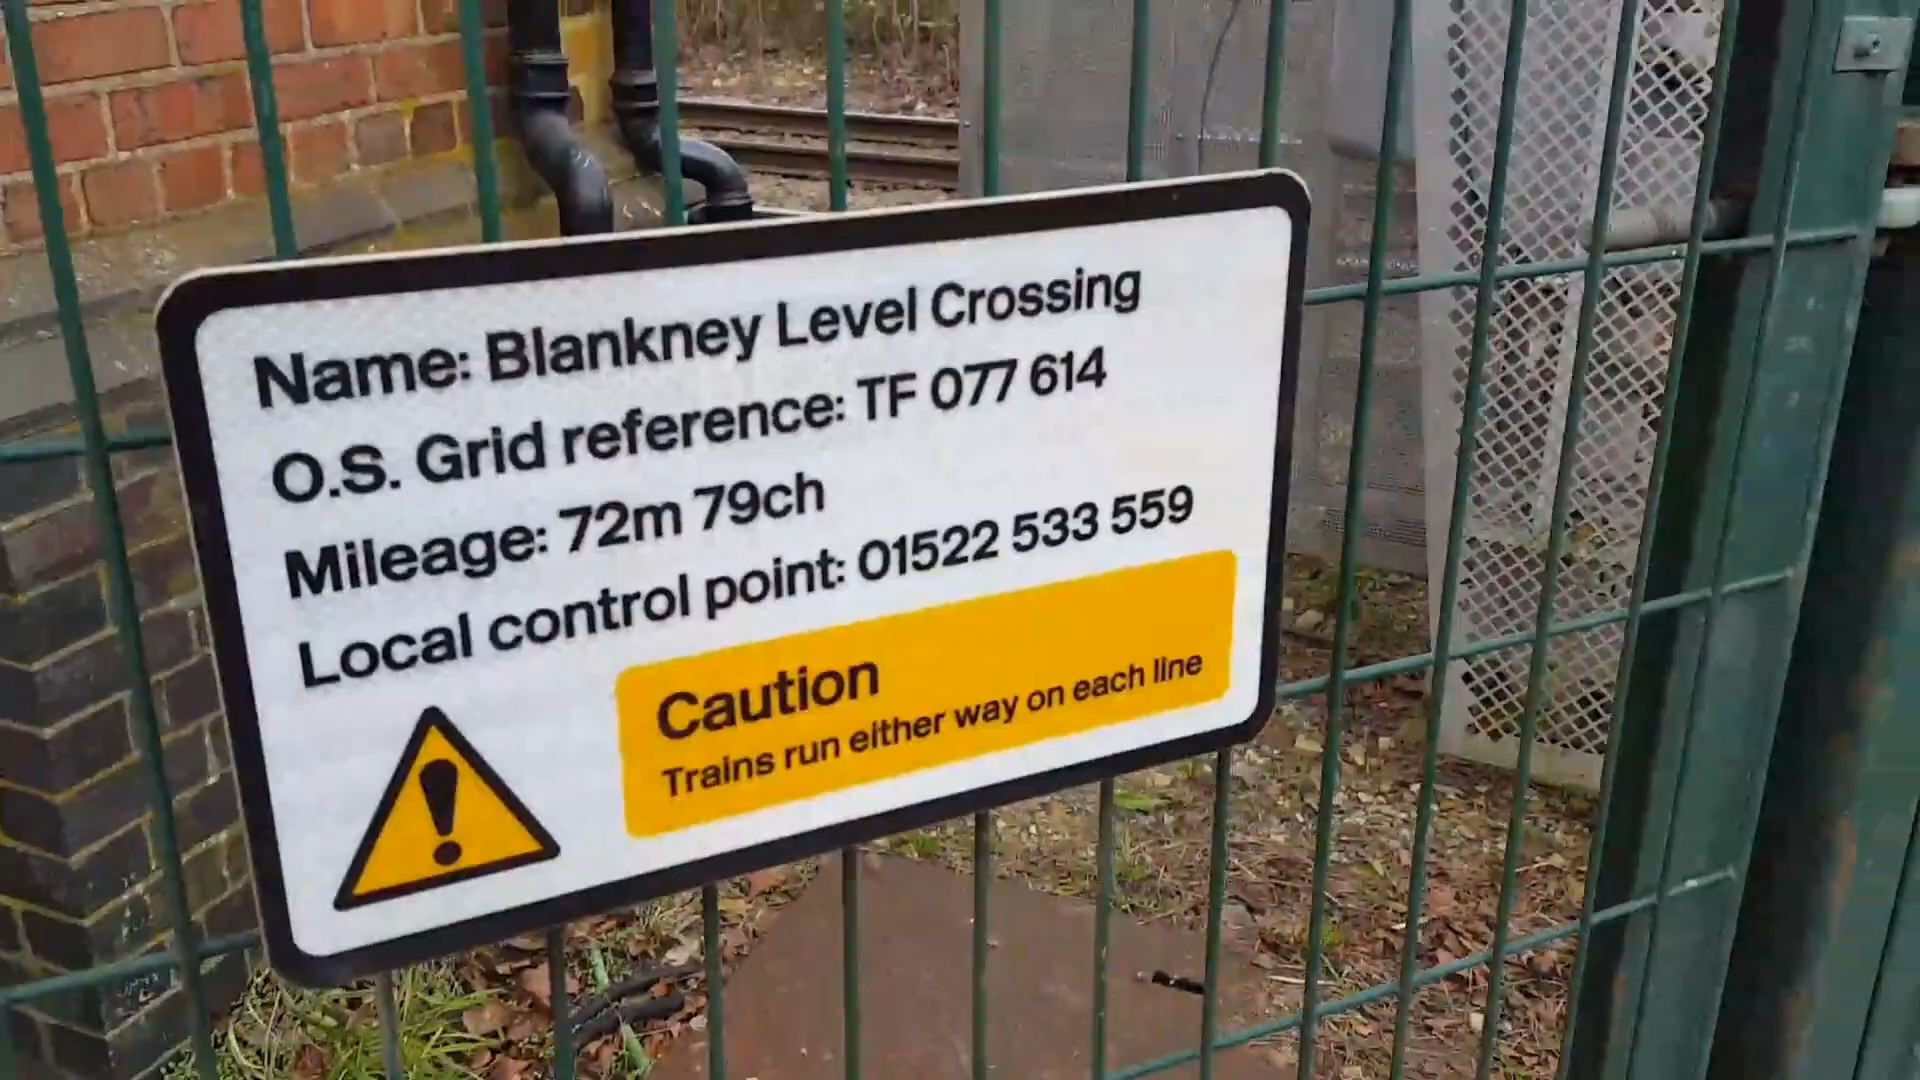 Name: Blankney Level Crossing
O.S. Grid reference: TF 077 614
Mileage: 72m 79ch
Local control point: 01522 533 559
Caution
Trains run either way on each line